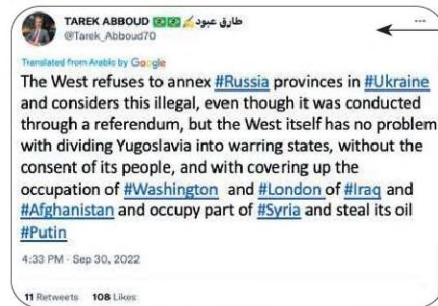 TAREK ABBOUD 🇧🇷🇧🇷✍️ طارق عبود
@Tarek_Abboud70
Translated from Arabic by Google
The West refuses to annex #Russia provinces in #Ukraine
and considers this illegal, even though it was conducted
through a referendum, but the West itself has no problem
with dividing Yugoslavia into warring states, without the
consent of its people, and with covering up the
occupation of #Washington and #London of #Iraq and
#Afghanistan and occupy part of #Syria and steal its oil
#Putin
4:33 PM · Sep 30, 2022
11 Retweets 108 Likes